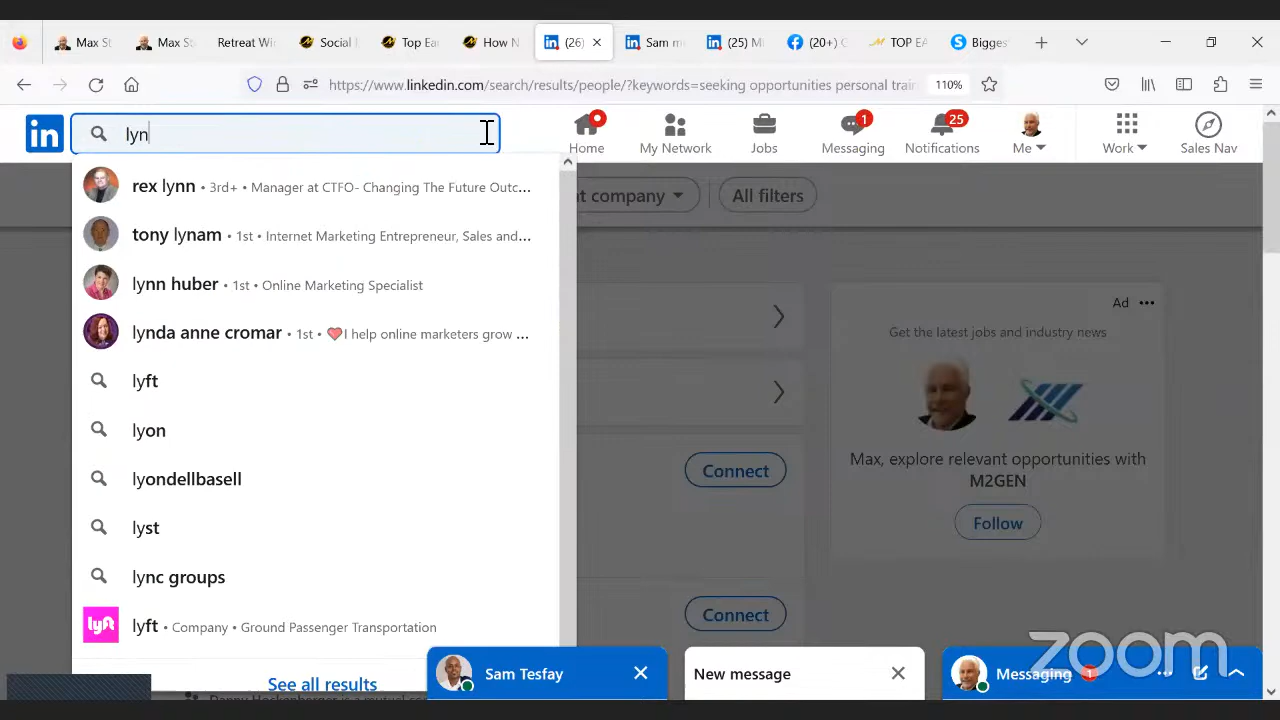 Max St
Max St
Retreat Wi
Social
Top Ea
How N
(26)
Sam m
(25) M
(20+) C
TOP EA
Bigges
https://www.linkedin.com/search/results/people/?keywords=seeking opportunities personal trai
110%
in
lyn
1
25
Home
My Network
Jobs
Messaging
Notifications
Me
Work
Sales Nav
rex lynn • 3rd+ • Manager at CTFO- Changing The Future Outc...
t company
All filters
tony lynam • 1st • Internet Marketing Entrepreneur, Sales and...
lynn huber • 1st • Online Marketing Specialist
Ad
lynda anne cromar • 1st • ❤️I help online marketers grow ...
Get the latest jobs and industry news
lyft
lyon
Max, explore relevant opportunities with
M2GEN
Connect
lyondellbasell
Follow
lyst
lync groups
Connect
lyft • Company • Ground Passenger Transportation
See all results
Sam Tesfay
New message
Messaging
1
zoom